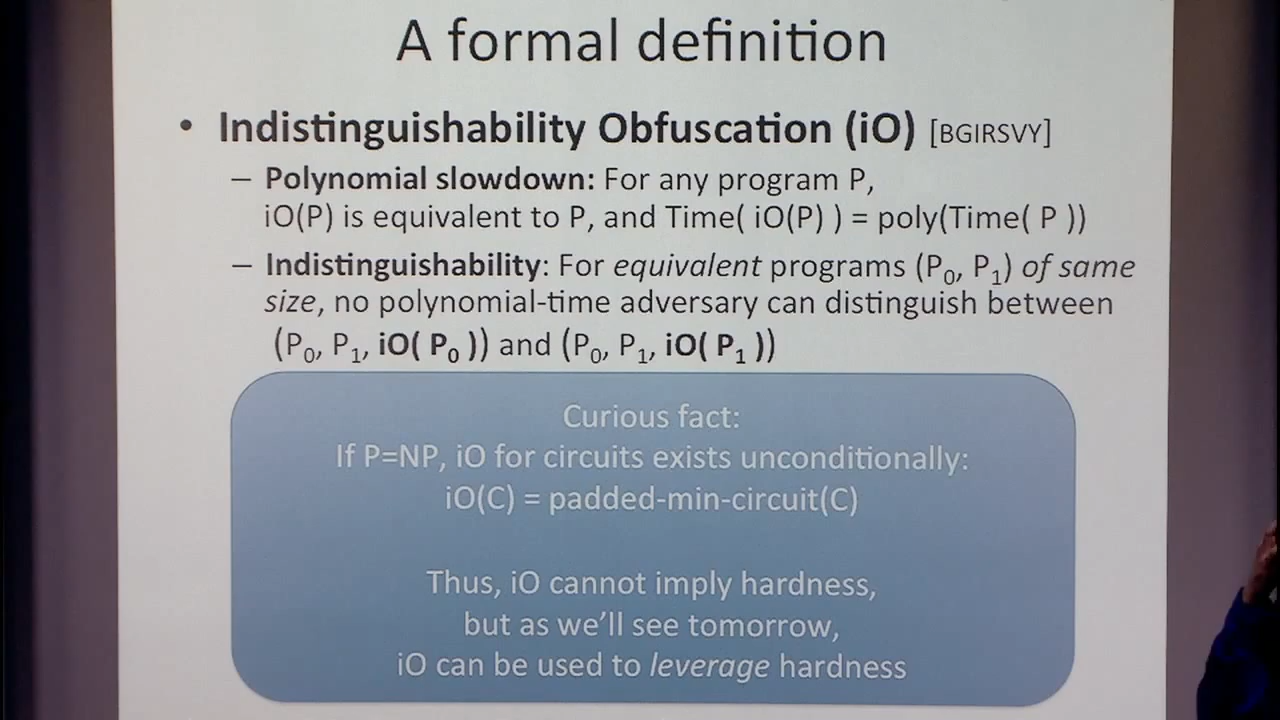 A formal definition
• Indistinguishability Obfuscation (iO) [BGIRSVY]
– Polynomial slowdown: For any program P,
iO(P) is equivalent to P, and Time( iO(P) ) = poly(Time( P ))
– Indistinguishability: For equivalent programs (P₀, P₁) of same
size, no polynomial-time adversary can distinguish between
(P₀, P₁, iO( P₀ )) and (P₀, P₁, iO( P₁ ))
Curious fact:
If P=NP, iO for circuits exists unconditionally:
iO(C) = padded-min-circuit(C)
Thus, iO cannot imply hardness,
but as we'll see tomorrow,
iO can be used to leverage hardness